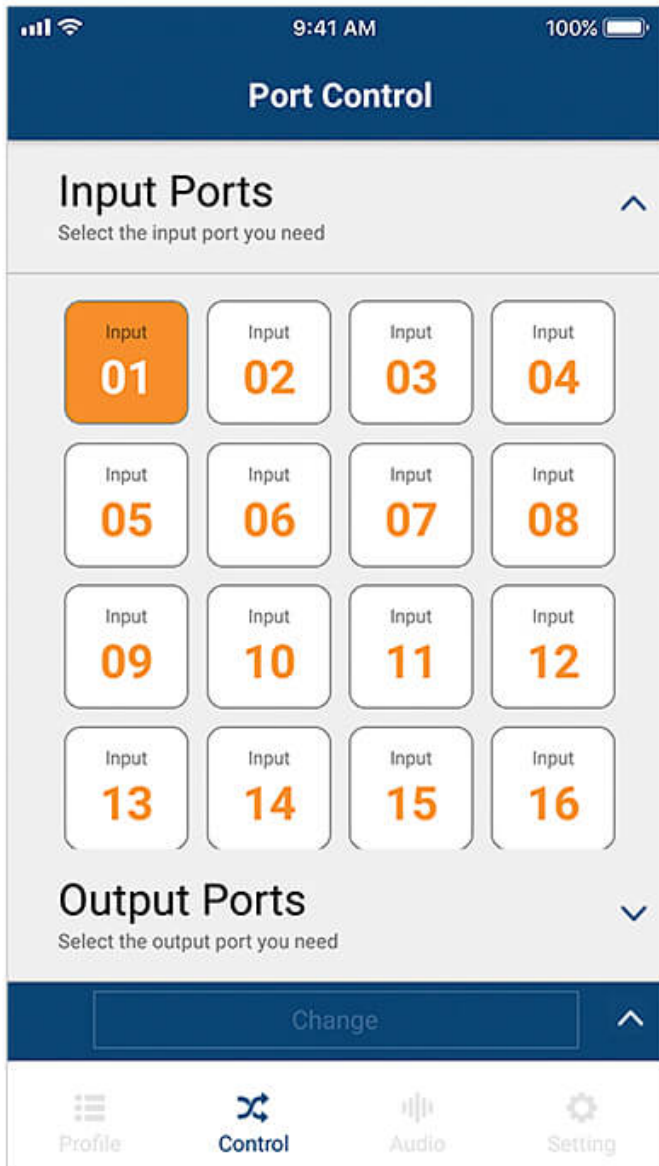 9:41 AM 100%
Port Control
Input Ports
Select the input port you need
Input Input Input Input
01 02 03 04
Input Input Input Input
05 06 07 08
Input Input Input Input
09 10 11 12
Input Input Input Input
13 14 15 16
Output Ports
Select the output port you need
Change
Profile Control Audio Setting